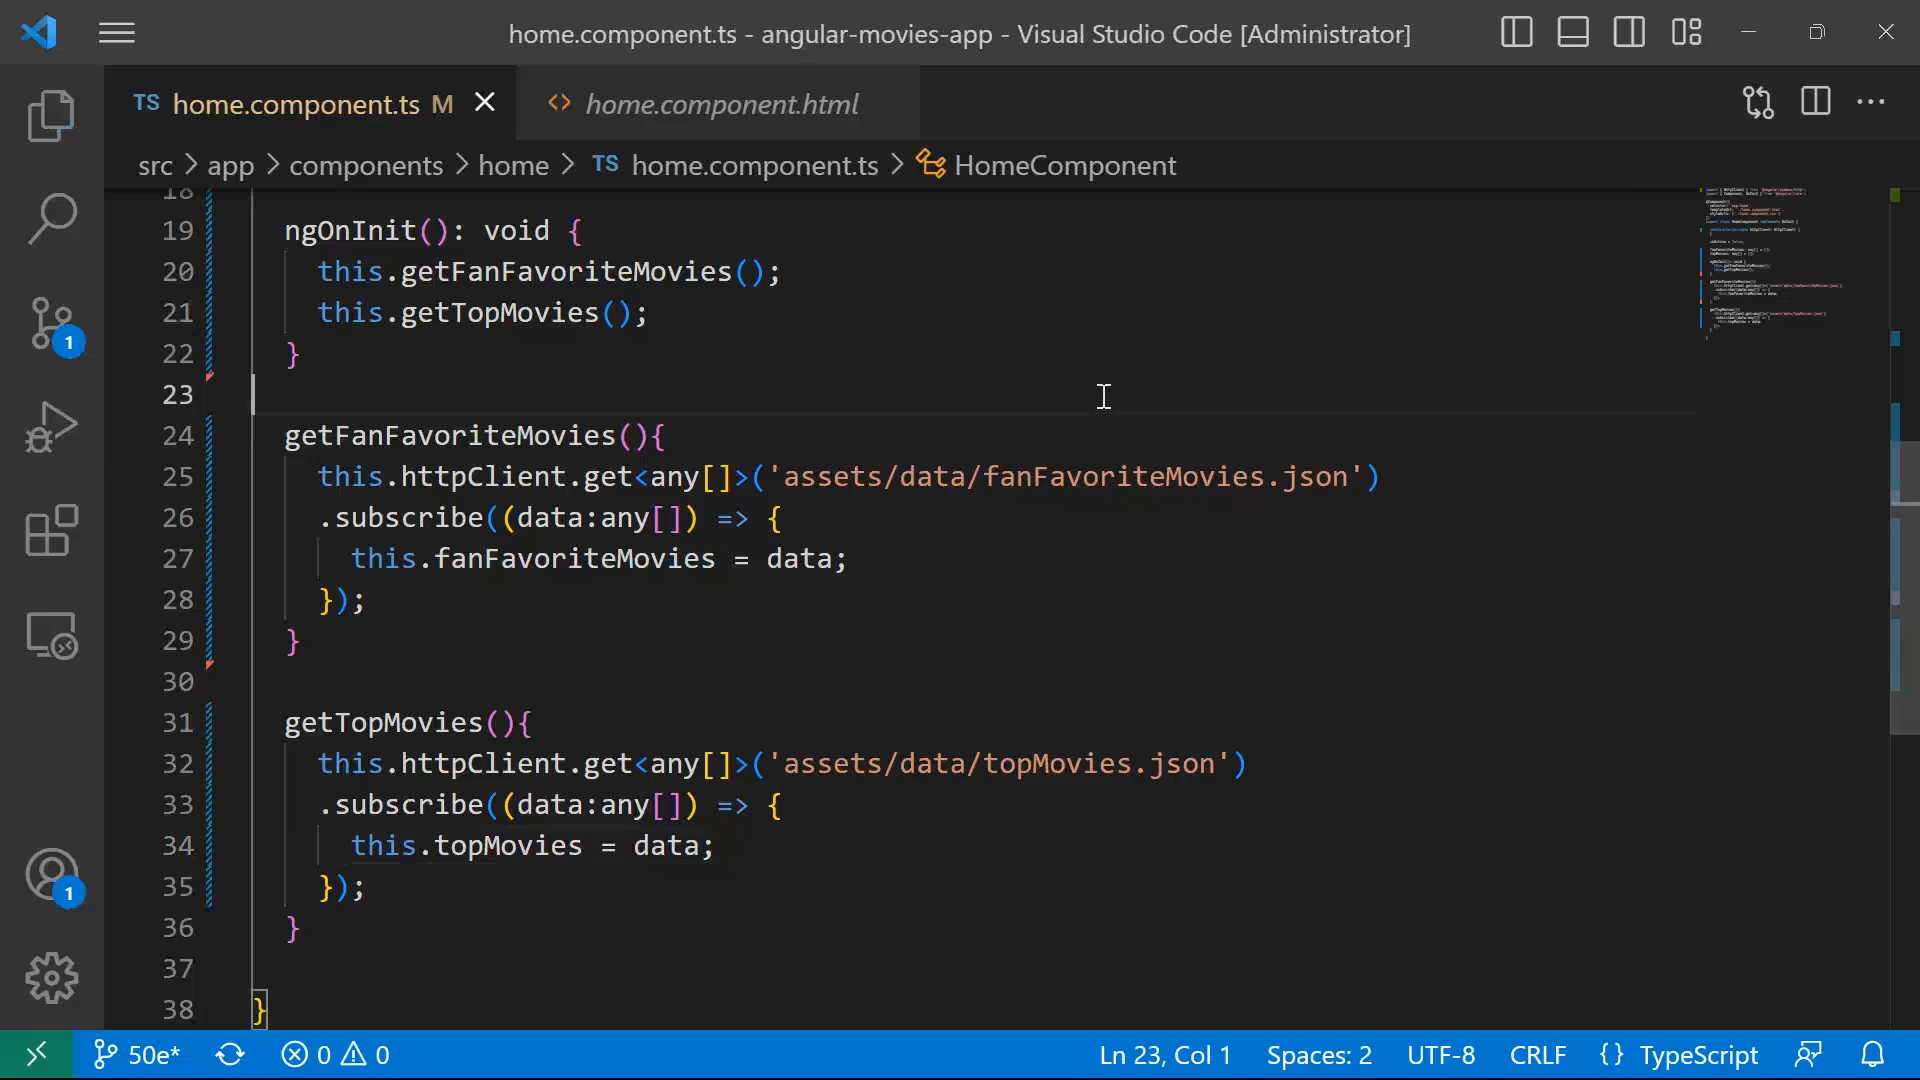 home.component.ts - angular-movies-app - Visual Studio Code [Administrator]
TS home.component.ts M
<> home.component.html
src > app > components > home > TS home.component.ts > HomeComponent
18
19 ngOnInit(): void {
20 this.getFanFavoriteMovies();
21 this.getTopMovies();
22 }
23
24 getFanFavoriteMovies(){
25 this.httpClient.get<any[]>('assets/data/fanFavoriteMovies.json')
26 .subscribe((data:any[]) => {
27 this.fanFavoriteMovies = data;
28 });
29 }
30
31 getTopMovies(){
32 this.httpClient.get<any[]>('assets/data/topMovies.json')
33 .subscribe((data:any[]) => {
34 this.topMovies = data;
35 });
36 }
37
38 }
1
1
50e* 0 0 Ln 23, Col 1 Spaces: 2 UTF-8 CRLF {} TypeScript